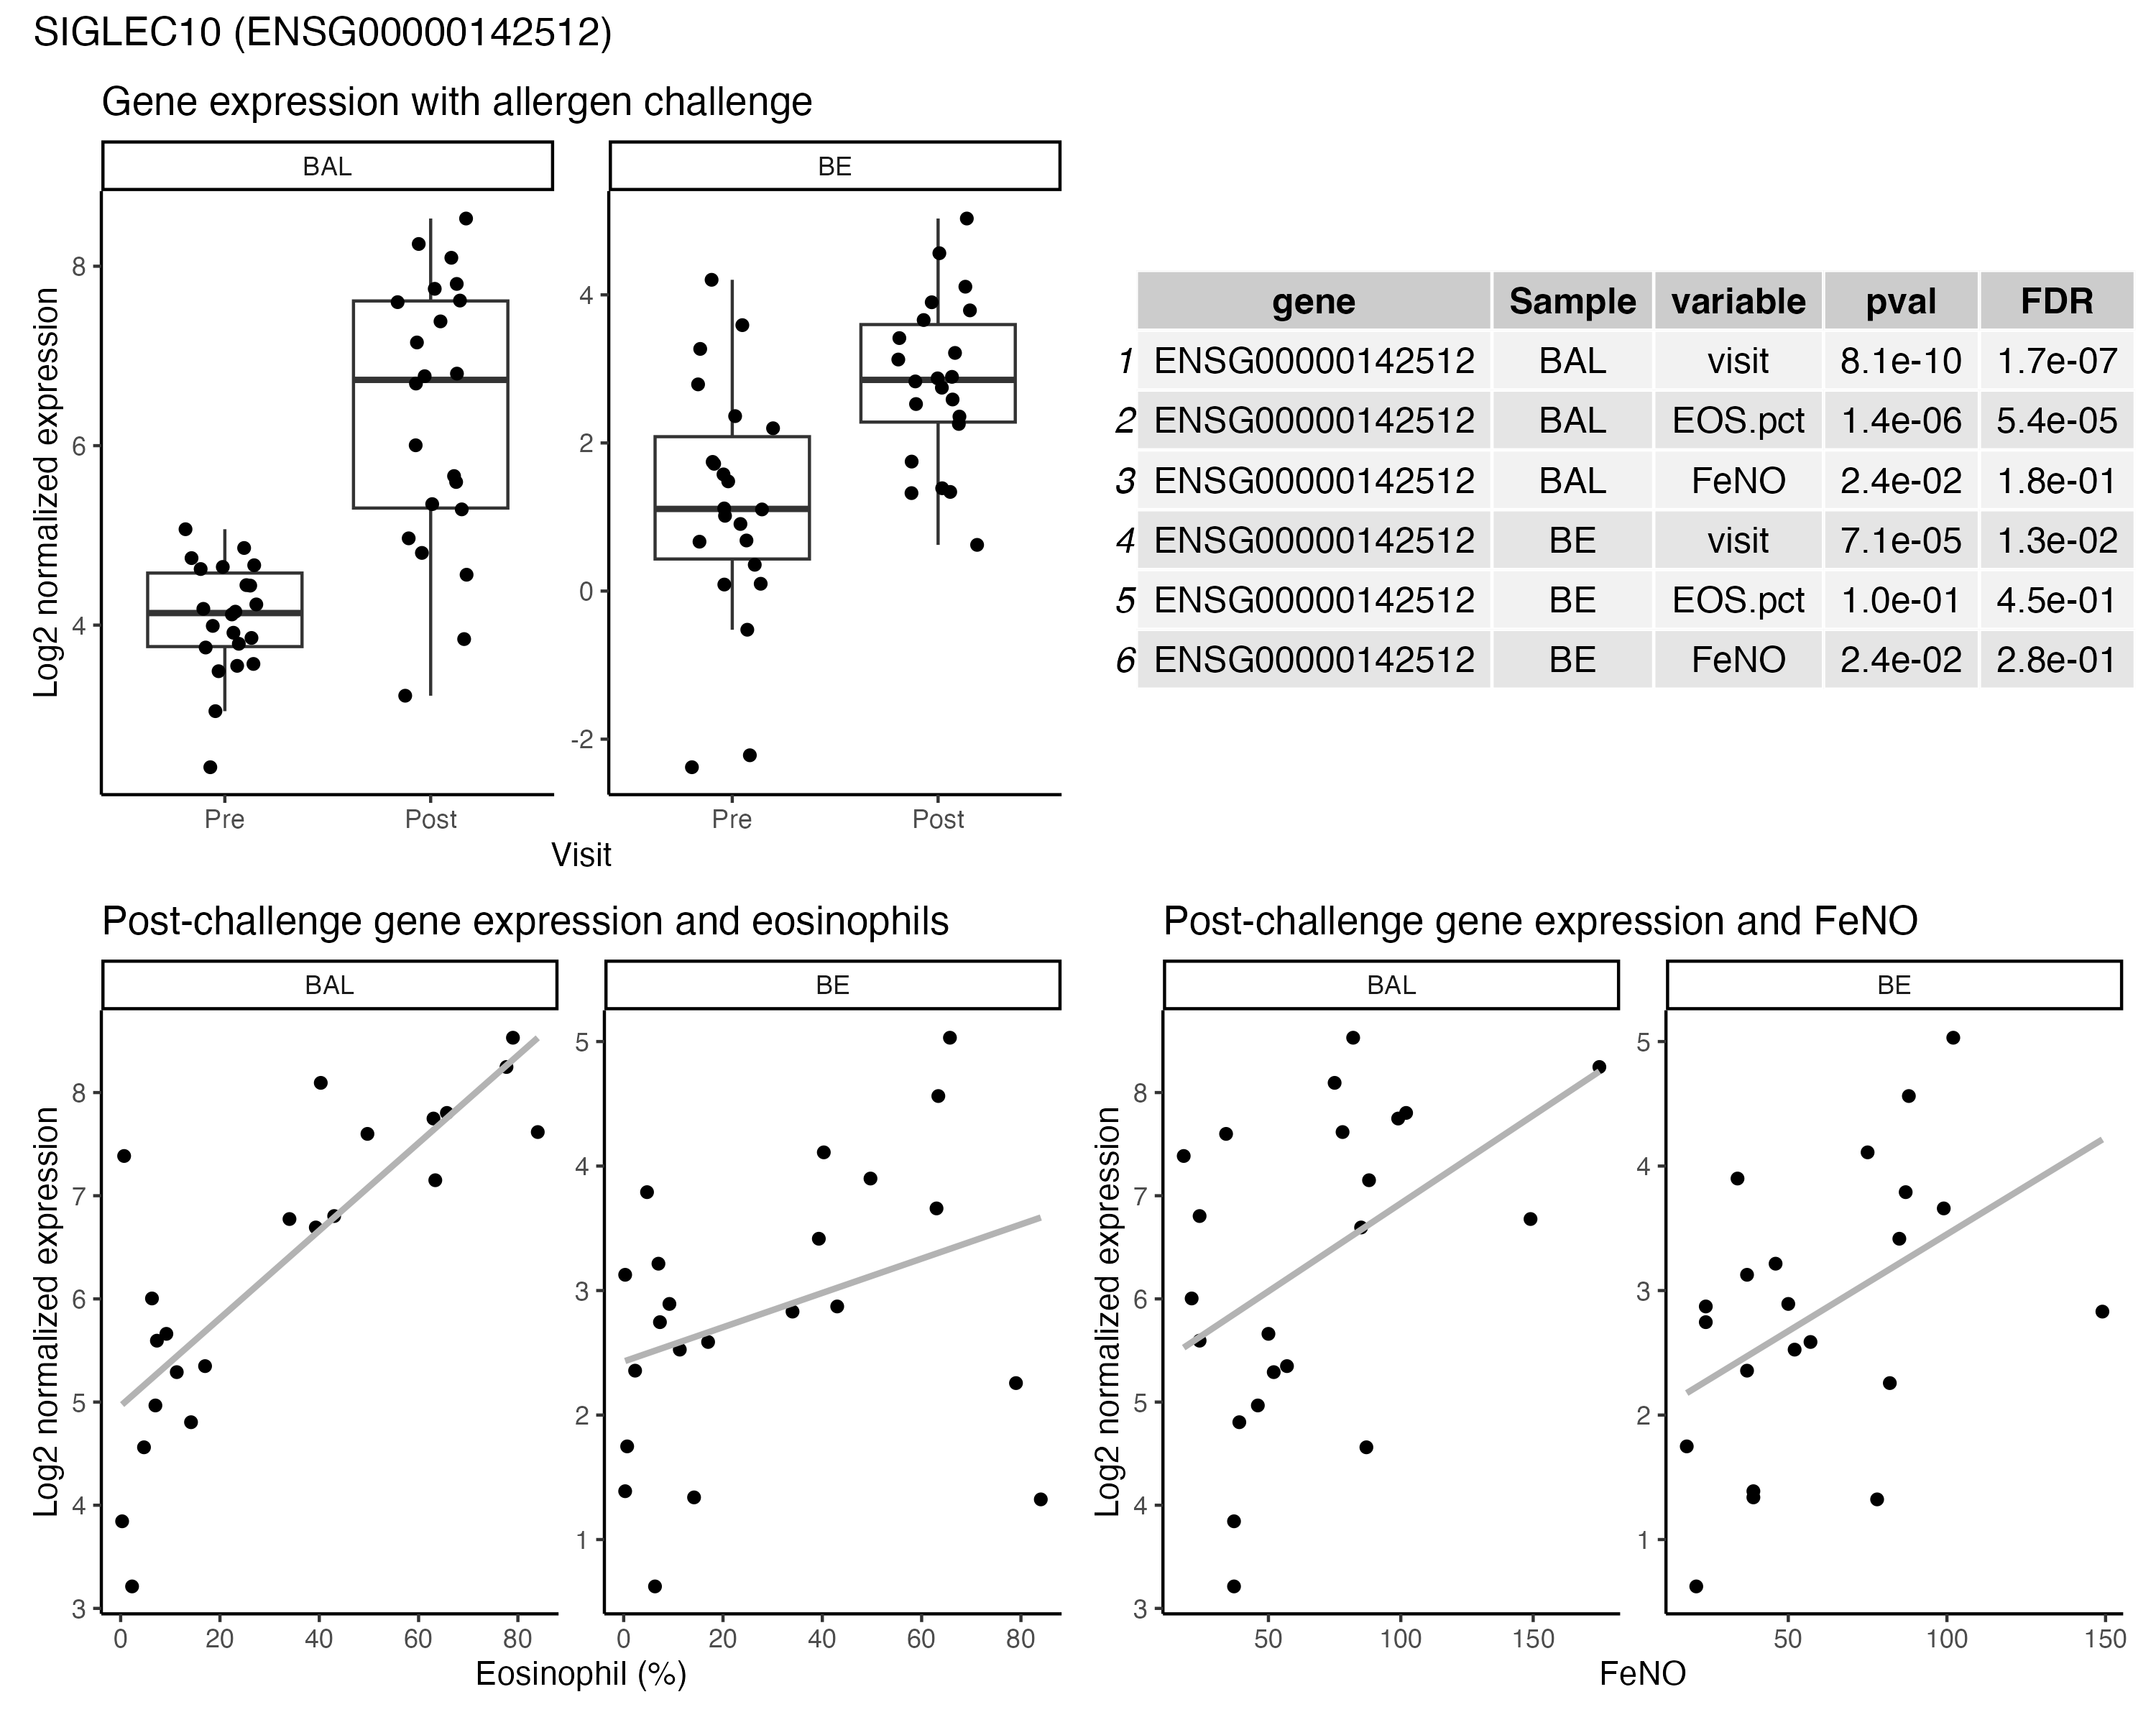 SIGLEC10 (ENSG00000142512)
Gene expression with allergen challenge
BAL BE
Log2 normalized expression
8
6
4
4
2
0
-2
Pre Post Pre Post
Visit
gene Sample variable pval FDR
1 ENSG00000142512 BAL visit 8.1e-10 1.7e-07
2 ENSG00000142512 BAL EOS.pct 1.4e-06 5.4e-05
3 ENSG00000142512 BAL FeNO 2.4e-02 1.8e-01
4 ENSG00000142512 BE visit 7.1e-05 1.3e-02
5 ENSG00000142512 BE EOS.pct 1.0e-01 4.5e-01
6 ENSG00000142512 BE FeNO 2.4e-02 2.8e-01
Post-challenge gene expression and eosinophils
BAL BE
Log2 normalized expression
8
7
6
5
4
3
5
4
3
2
1
0 20 40 60 80 0 20 40 60 80
Eosinophil (%)
Post-challenge gene expression and FeNO
BAL BE
Log2 normalized expression
8
7
6
5
4
3
5
4
3
2
1
50 100 150 50 100 150
FeNO